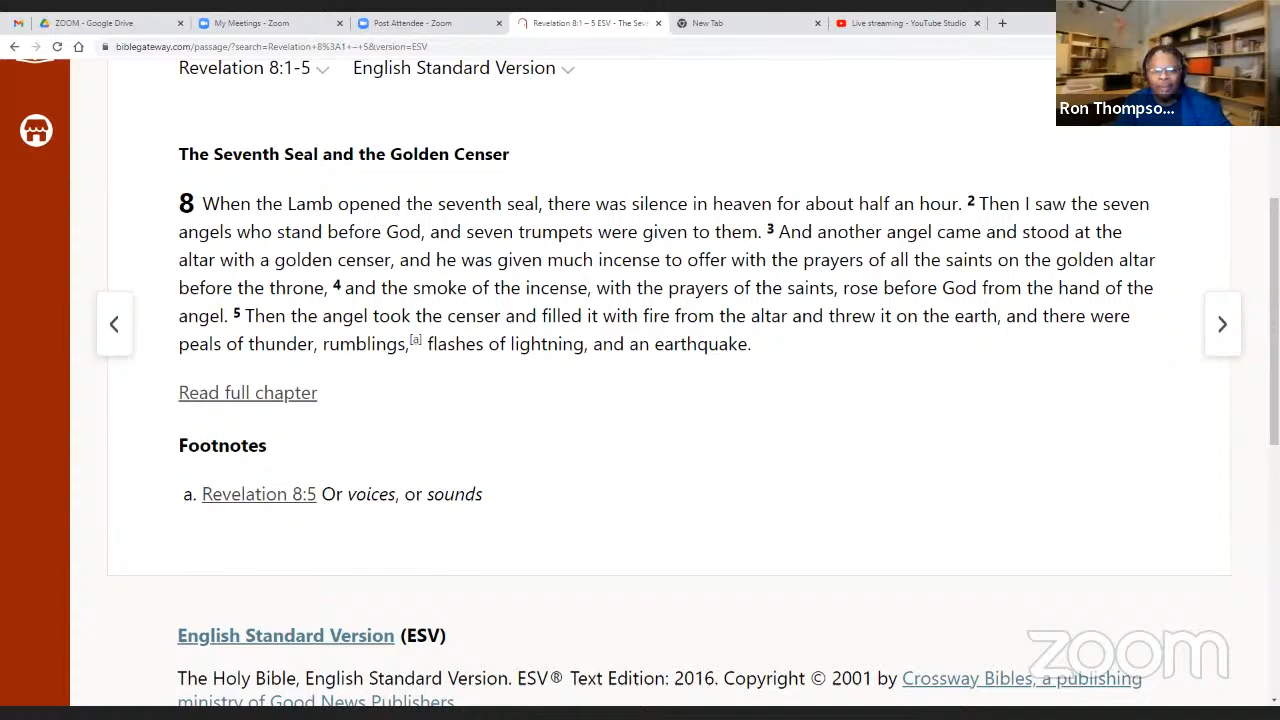 ZOOM - Google Drive
My Meetings - Zoom
Post Attendee - Zoom
Revelation 8:1 – 5 ESV - The Sev
New Tab
Live streaming - YouTube Studio
biblegateway.com/passage/?search=Revelation+8%3A1+–+5&version=ESV
Ron Thompso...
Revelation 8:1-5 English Standard Version
The Seventh Seal and the Golden Censer
8 When the Lamb opened the seventh seal, there was silence in heaven for about half an hour. 2 Then I saw the seven
angels who stand before God, and seven trumpets were given to them. 3 And another angel came and stood at the
altar with a golden censer, and he was given much incense to offer with the prayers of all the saints on the golden altar
before the throne, 4 and the smoke of the incense, with the prayers of the saints, rose before God from the hand of the
angel. 5 Then the angel took the censer and filled it with fire from the altar and threw it on the earth, and there were
peals of thunder, rumblings,[a] flashes of lightning, and an earthquake.
Read full chapter
Footnotes
a. Revelation 8:5 Or voices, or sounds
English Standard Version (ESV)
The Holy Bible, English Standard Version. ESV® Text Edition: 2016. Copyright © 2001 by Crossway Bibles, a publishing
ministry of Good News Publishers.
zoom